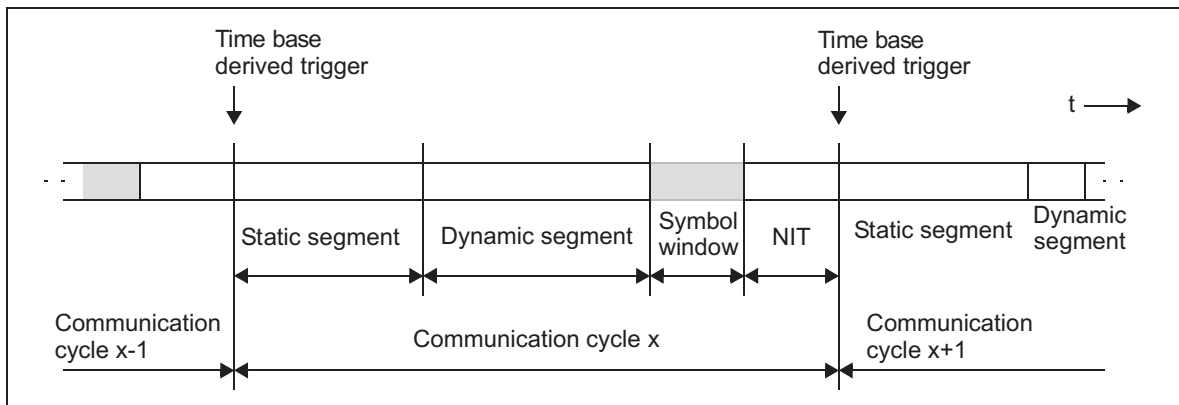 Time base
derived trigger
Time base
derived trigger
t
Static segment
Dynamic segment
Symbol
window
NIT
Static segment
Dynamic
segment
Communication
cycle x-1
Communication cycle x
Communication
cycle x+1